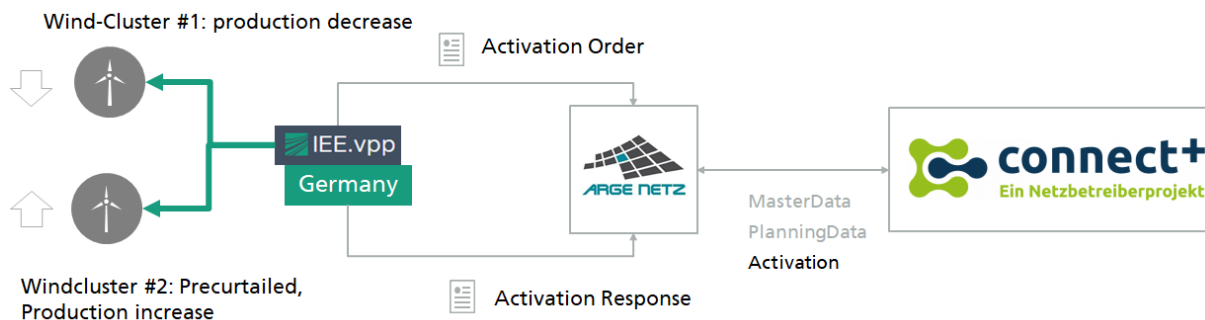 Wind-Cluster #1: production decrease
Activation Order
IEE.vpp
Germany
ARGE NETZ
connect+
Ein Netzbetreiberprojekt
MasterData
PlanningData
Activation
Windcluster #2: Precurtailed,
Production increase
Activation Response